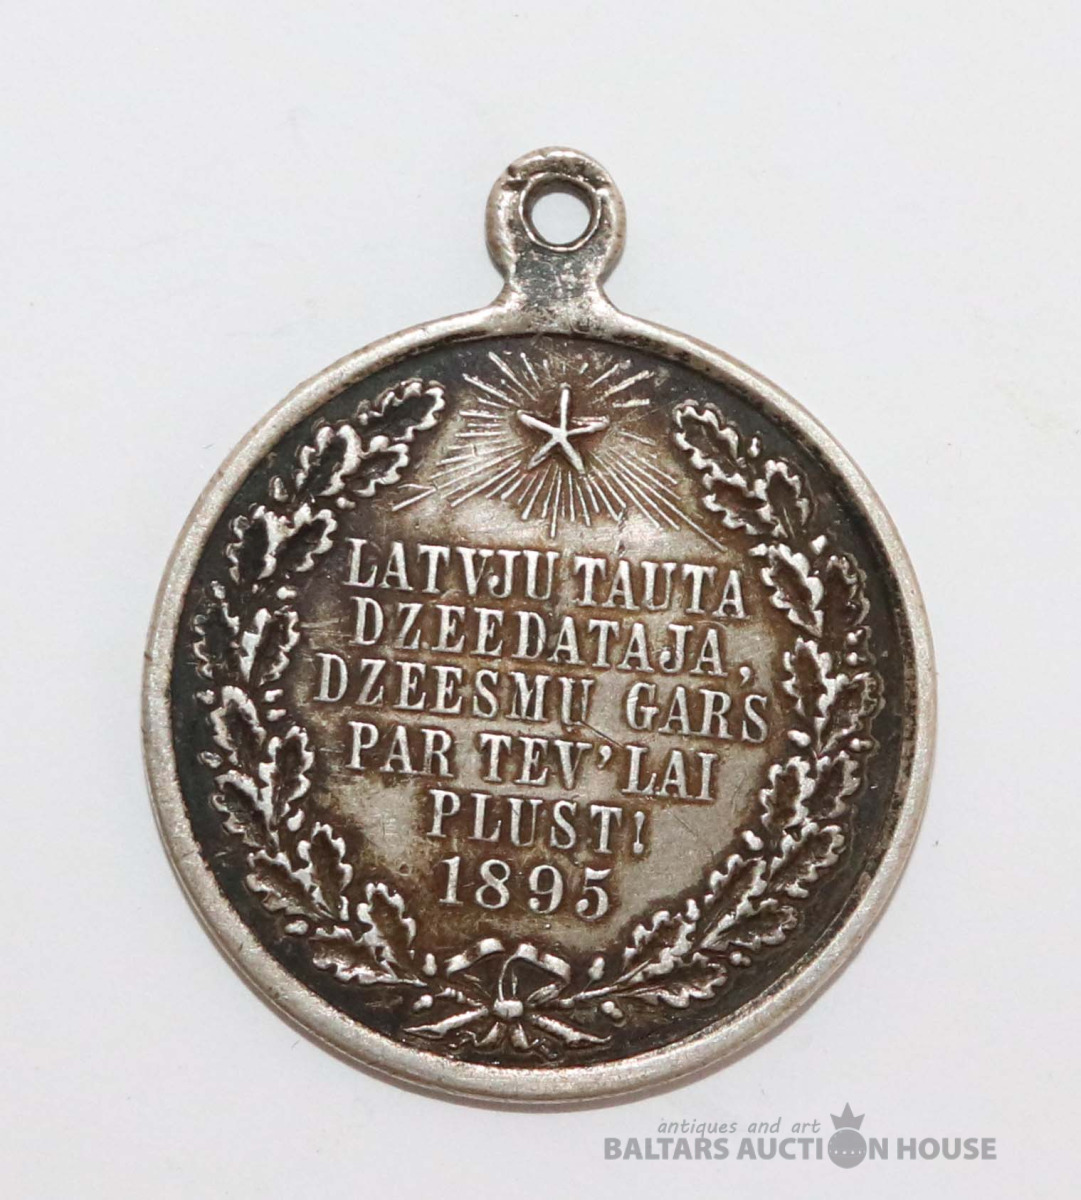 LATVJU TAUTA
DZEEDATAJA,
DZEESMU GARS
PAR TEV'LAI
PLUST!
1895
antiques and art
BALTARS AUCTION HOUSE